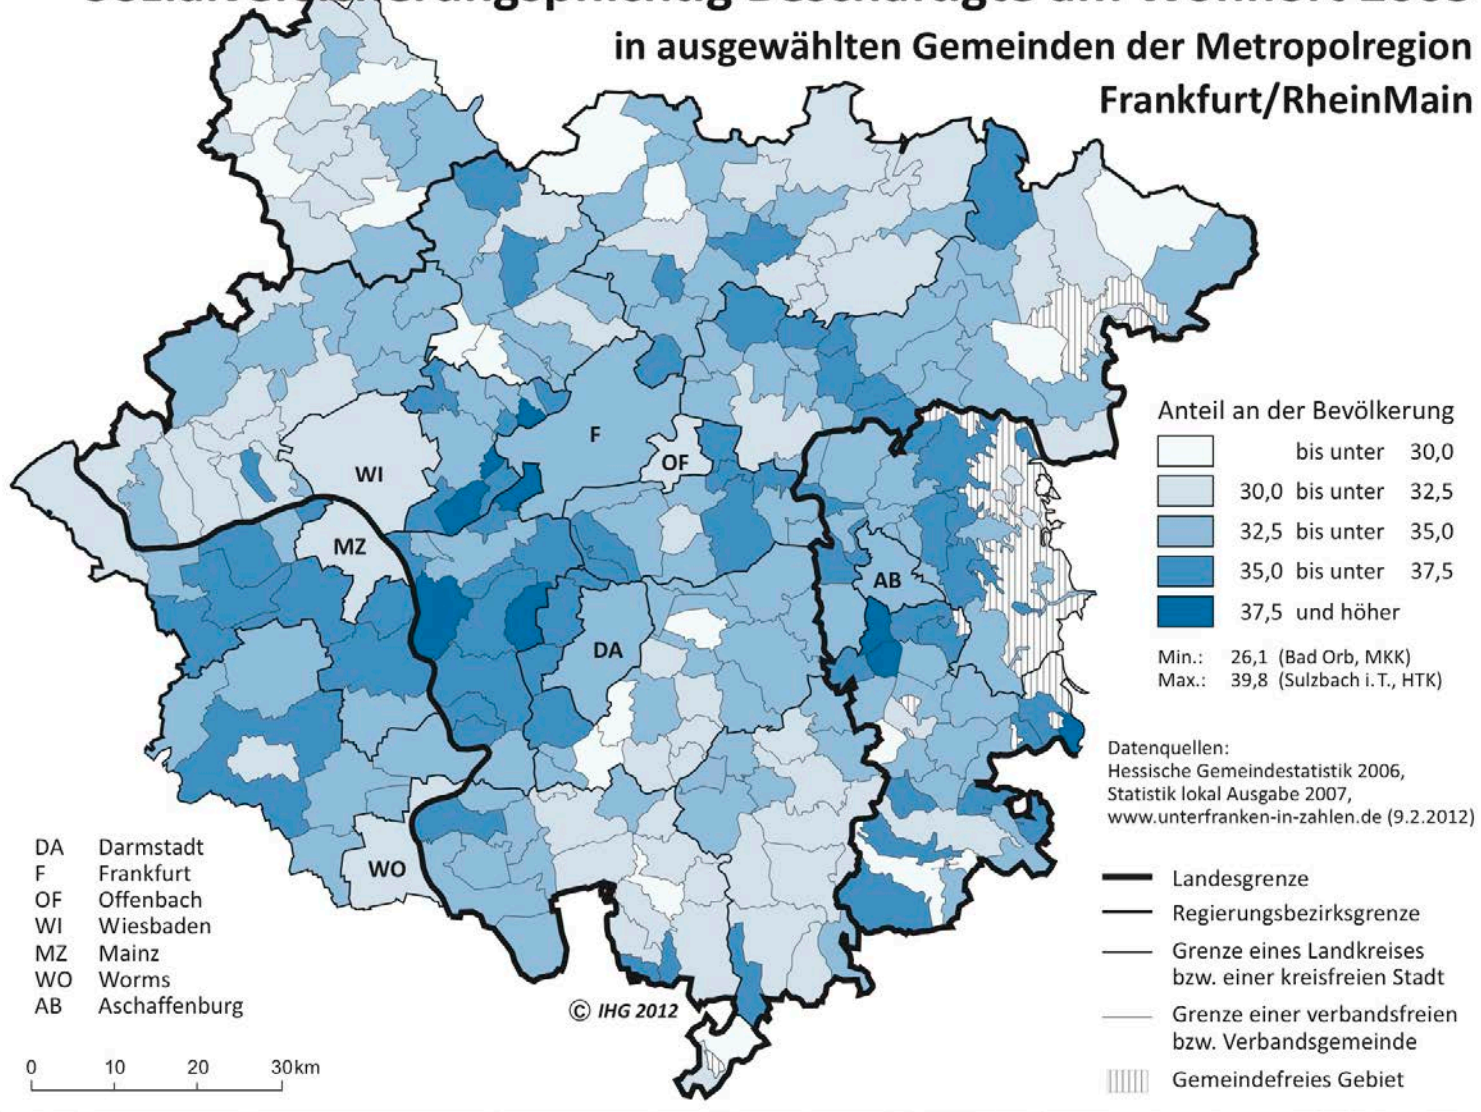 Sozialversicherungspflichtig Beschäftigte am Wohnort
in ausgewählten Gemeinden der Metropolregion
Frankfurt/RheinMain
F
WI
OF
MZ
AB
DA
WO
Anteil an der Bevölkerung
bis unter 30,0
30,0 bis unter 32,5
32,5 bis unter 35,0
35,0 bis unter 37,5
37,5 und höher
Min.: 26,1 (Bad Orb, MKK)
Max.: 39,8 (Sulzbach i. T., HTK)
Datenquellen:
Hessische Gemeindestatistik 2006,
Statistik lokal Ausgabe 2007,
www.unterfranken-in-zahlen.de (9.2.2012)
DA Darmstadt
F Frankfurt
OF Offenbach
WI Wiesbaden
MZ Mainz
WO Worms
AB Aschaffenburg
Landesgrenze
Regierungsbezirksgrenze
Grenze eines Landkreises
bzw. einer kreisfreien Stadt
Grenze einer verbandsfreien
bzw. Verbandsgemeinde
Gemeindefreies Gebiet
© IHG 2012
0 10 20 30 km